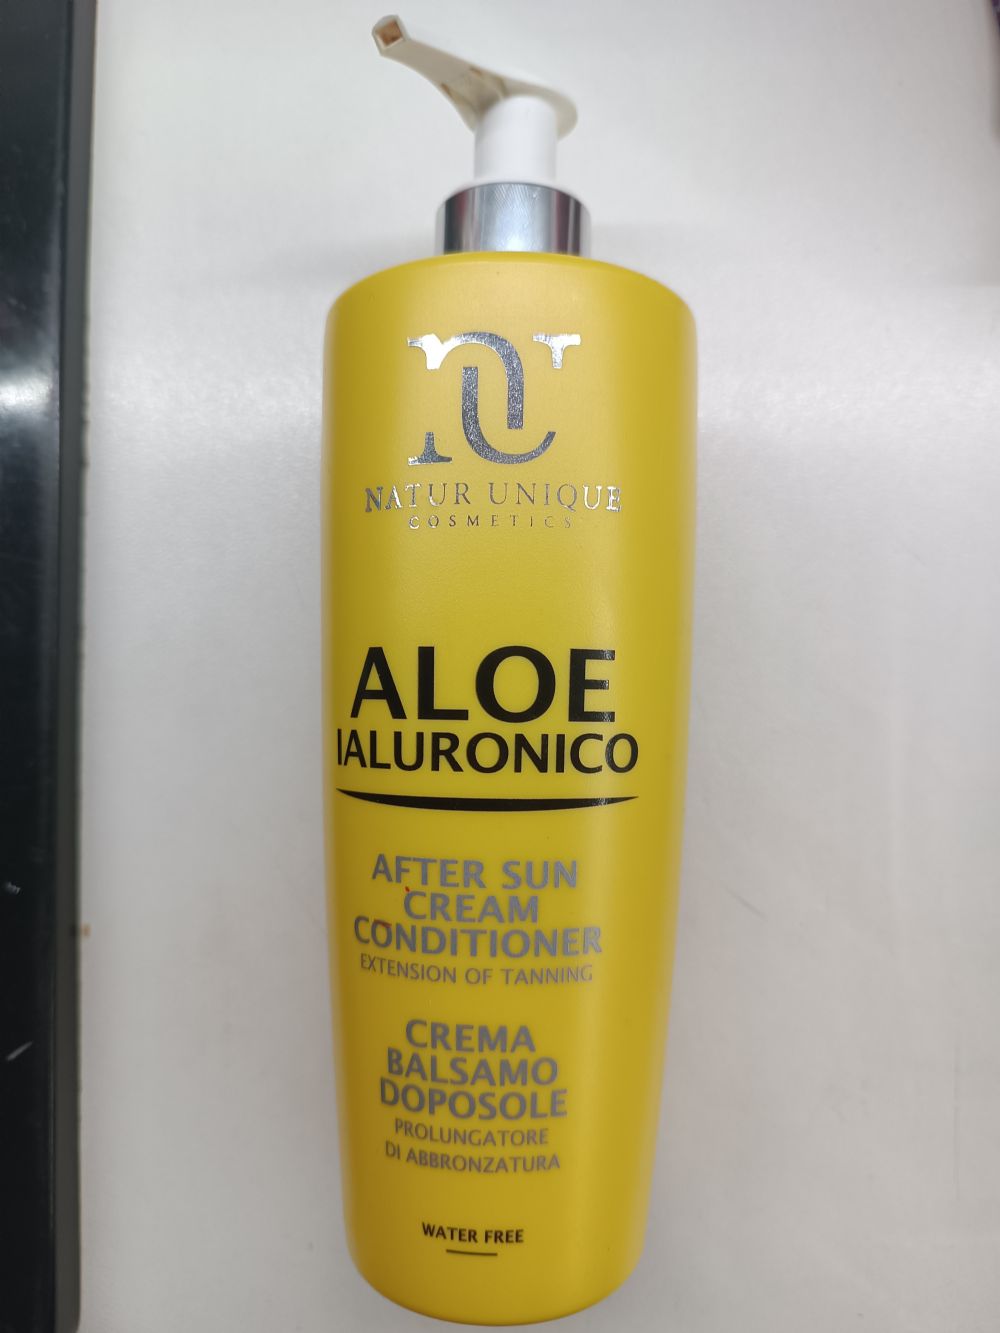 NU
NATUR UNIQUE
COSMETICS
ALOE
IALURONICO
AFTER SUN
CREAM
CONDITIONER
EXTENSION OF TANNING
CREMA
BALSAMO
DOPOSOLE
PROLUNGATORE
DI ABBRONZATURA
WATER FREE